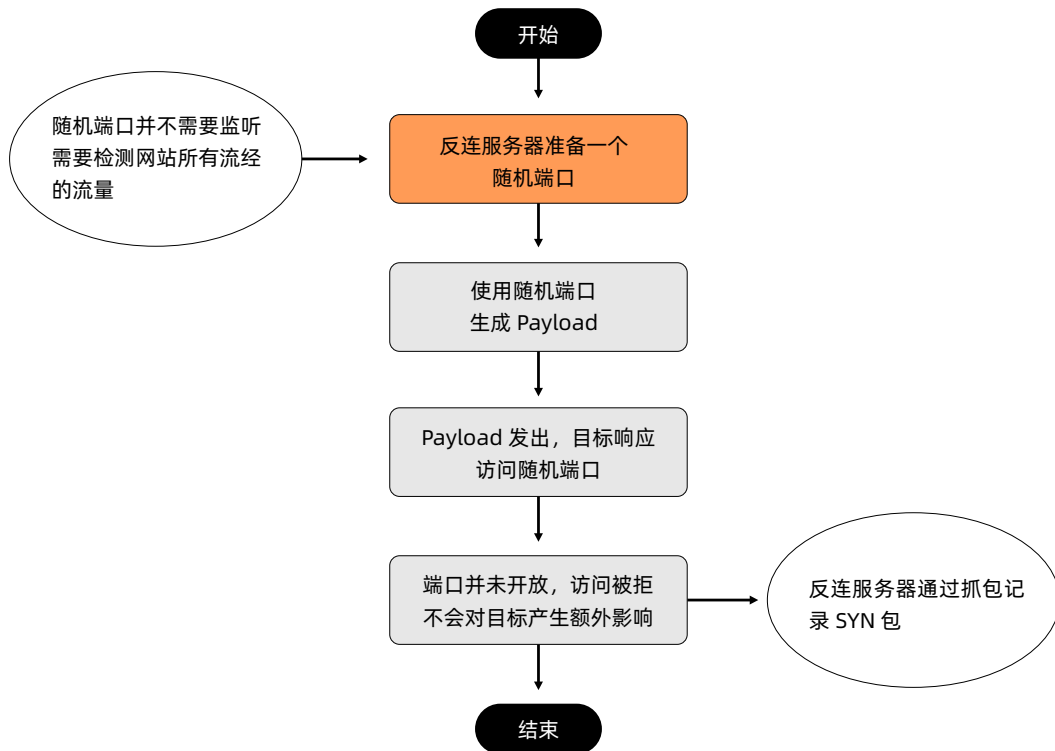 开始
随机端口并不需要监听
需要检测网站所有流经
的流量
反连服务器准备一个
随机端口
使用随机端口
生成 Payload
Payload 发出，目标响应
访问随机端口
端口并未开放，访问被拒
不会对目标产生额外影响
反连服务器通过抓包记
录 SYN 包
结束